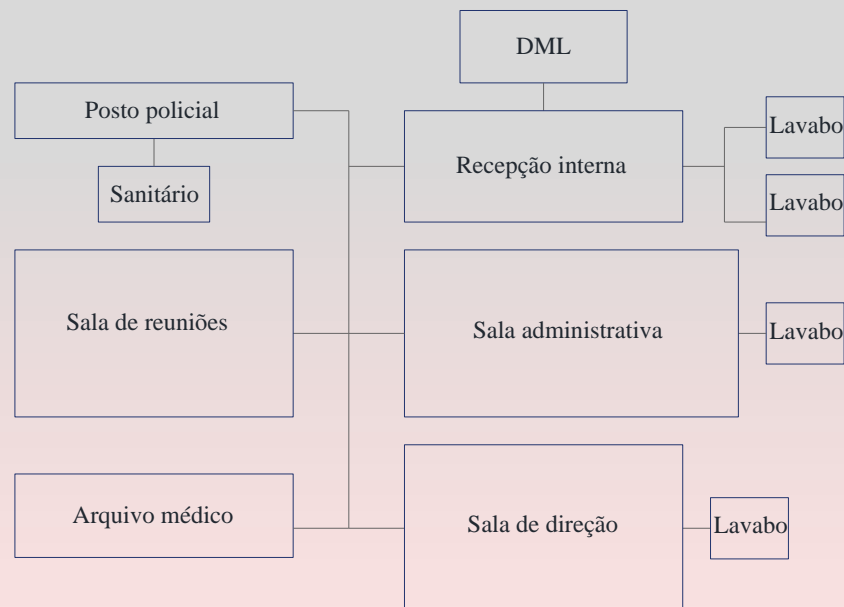 DML
Posto policial
Lavabo
Recepção interna
Sanitário
Lavabo
Sala de reuniões
Sala administrativa
Lavabo
Arquivo médico
Sala de direção
Lavabo